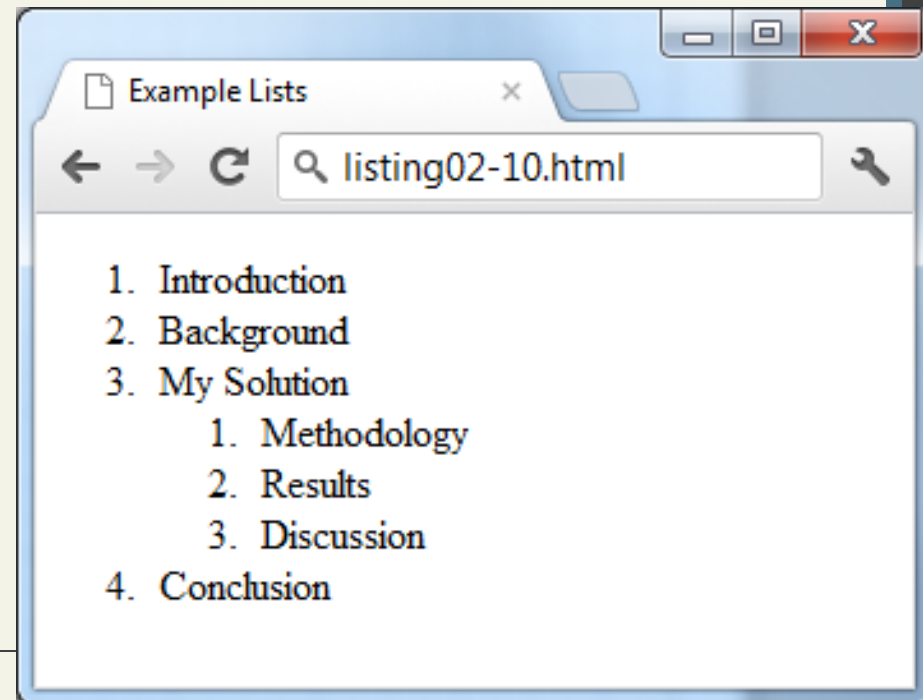 Example Lists
listing02-10.html
1. Introduction
2. Background
3. My Solution
1. Methodology
2. Results
3. Discussion
4. Conclusion